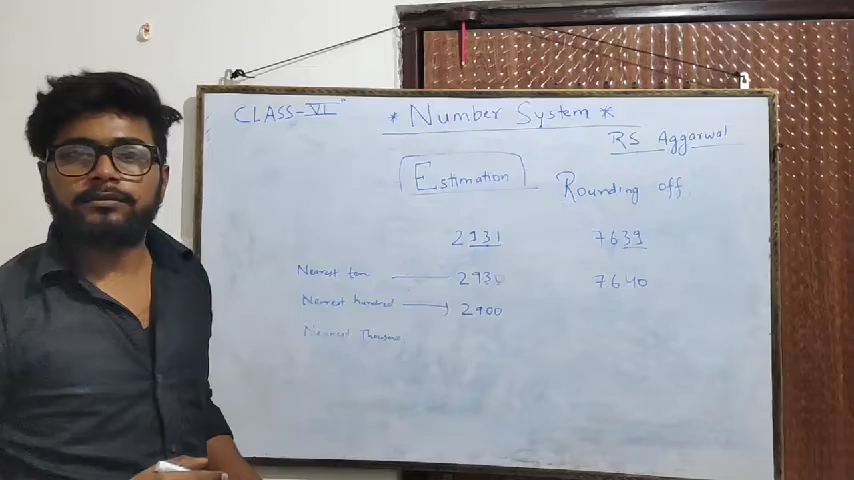 CLASS-VI
* Number System *
RS Aggarwal
Estimation
Rounding off
2931
7639
Nearest ten 2930
7640
Nearest hundred → 2900
Nearest Thousand